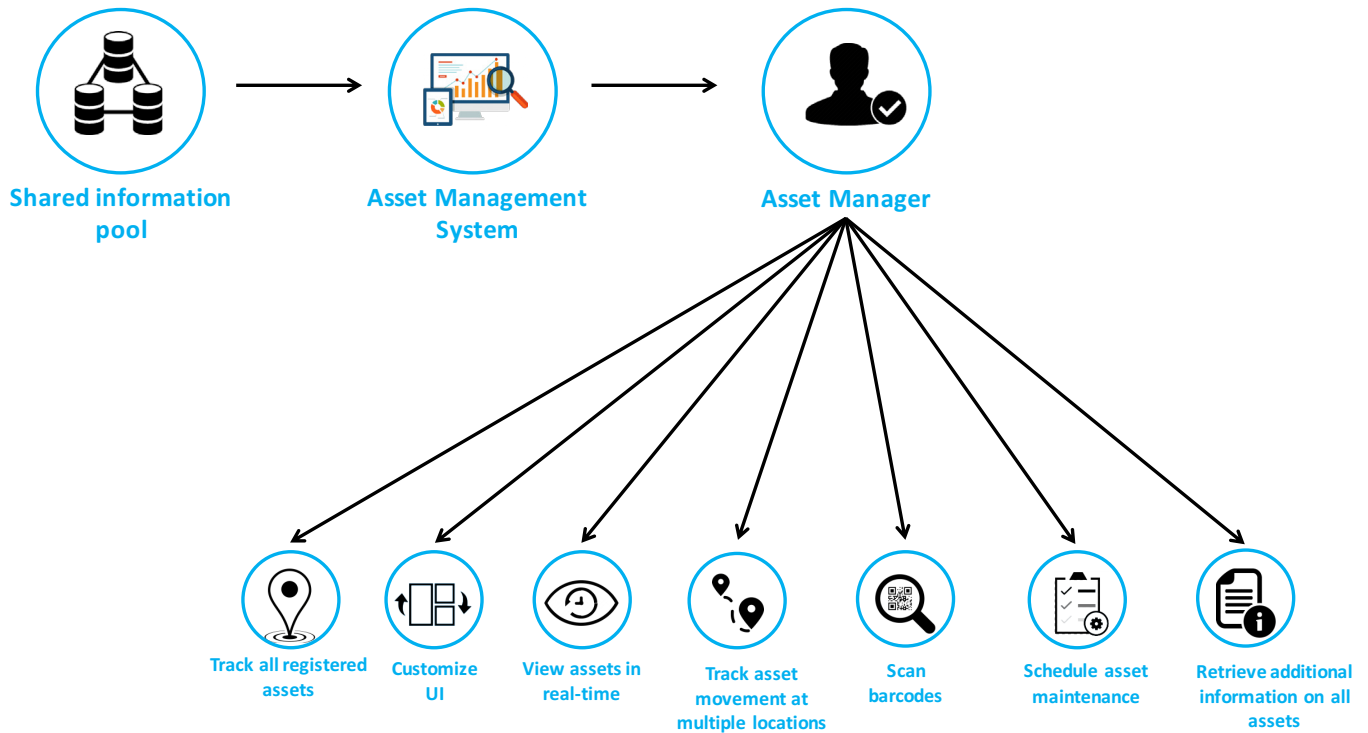 Shared information
pool
Asset Management
System
Asset Manager
Track all registered
assets
Customize
UI
View assets in
real-time
Track asset
movement at
multiple locations
Scan
barcodes
Schedule asset
maintenance
Retrieve additional
information on all
assets